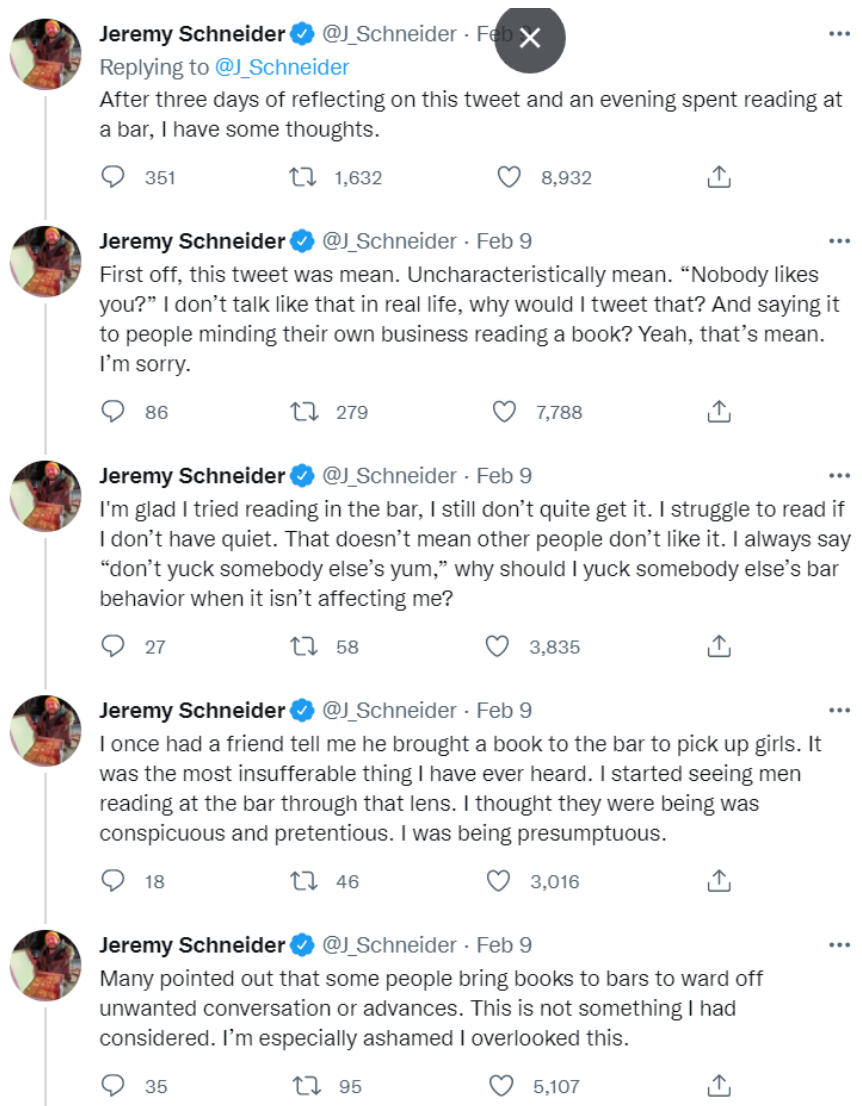 Jeremy Schneider @J_Schneider · Feb 9
Replying to @J_Schneider
After three days of reflecting on this tweet and an evening spent reading at
a bar, I have some thoughts.
351 1,632 8,932
Jeremy Schneider @J_Schneider · Feb 9
First off, this tweet was mean. Uncharacteristically mean. “Nobody likes
you?” I don’t talk like that in real life, why would I tweet that? And saying it
to people minding their own business reading a book? Yeah, that’s mean.
I’m sorry.
86 279 7,788
Jeremy Schneider @J_Schneider · Feb 9
I'm glad I tried reading in the bar, I still don’t quite get it. I struggle to read if
I don’t have quiet. That doesn’t mean other people don’t like it. I always say
“don’t yuck somebody else’s yum,” why should I yuck somebody else’s bar
behavior when it isn’t affecting me?
27 58 3,835
Jeremy Schneider @J_Schneider · Feb 9
I once had a friend tell me he brought a book to the bar to pick up girls. It
was the most insufferable thing I have ever heard. I started seeing men
reading at the bar through that lens. I thought they were being was
conspicuous and pretentious. I was being presumptuous.
18 46 3,016
Jeremy Schneider @J_Schneider · Feb 9
Many pointed out that some people bring books to bars to ward off
unwanted conversation or advances. This is not something I had
considered. I’m especially ashamed I overlooked this.
35 95 5,107